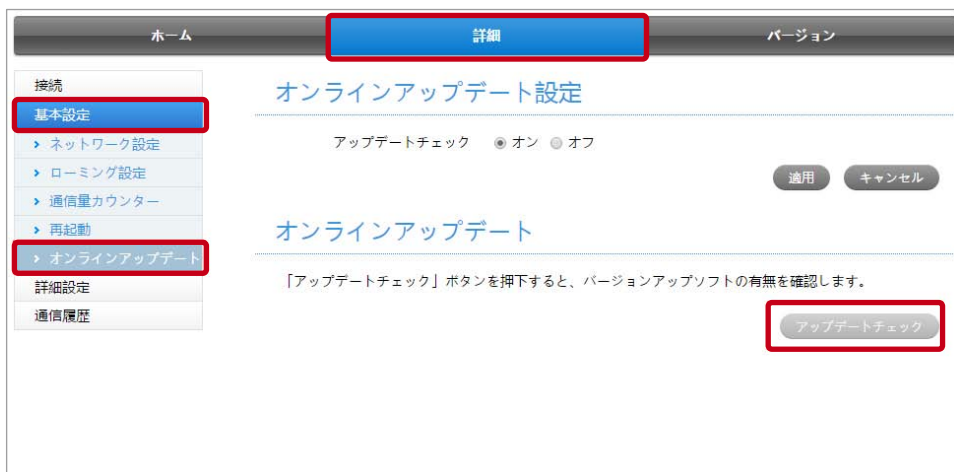 ホーム 詳細 バージョン
接続
基本設定
ネットワーク設定
ローミング設定
通信量カウンター
再起動
オンラインアップデート
詳細設定
通信履歴
オンラインアップデート設定
アップデートチェック オン オフ
適用 キャンセル
オンラインアップデート
「アップデートチェック」ボタンを押下すると、バージョンアップソフトの有無を確認します。
アップデートチェック